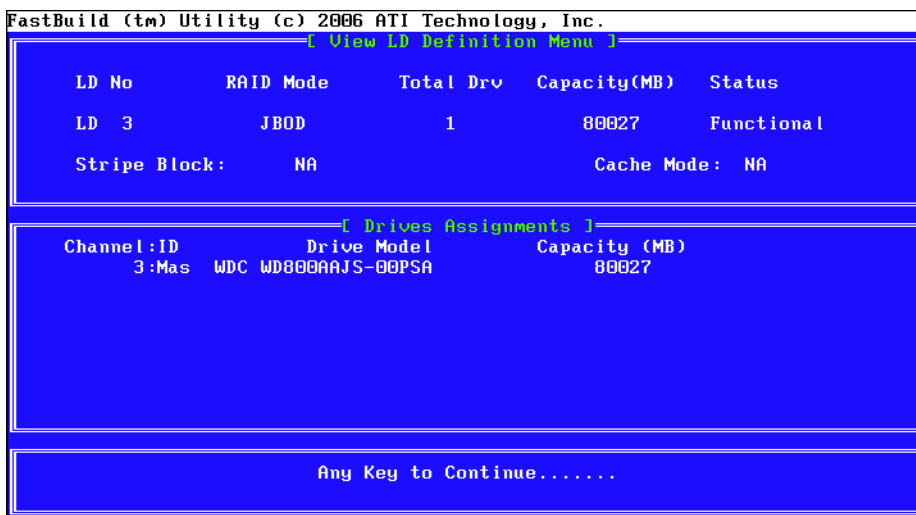 FastBuild (tm) Utility (c) 2006 ATI Technology, Inc.
[ View LD Definition Menu ]
LD No RAID Mode Total Drv Capacity(MB) Status
LD 3 JBOD 1 80027 Functional
Stripe Block: NA Cache Mode: NA
[ Drives Assignments ]
Channel:ID Drive Model Capacity (MB)
3:Mas WDC WD800AAJS-00PSA 80027
Any Key to Continue.......